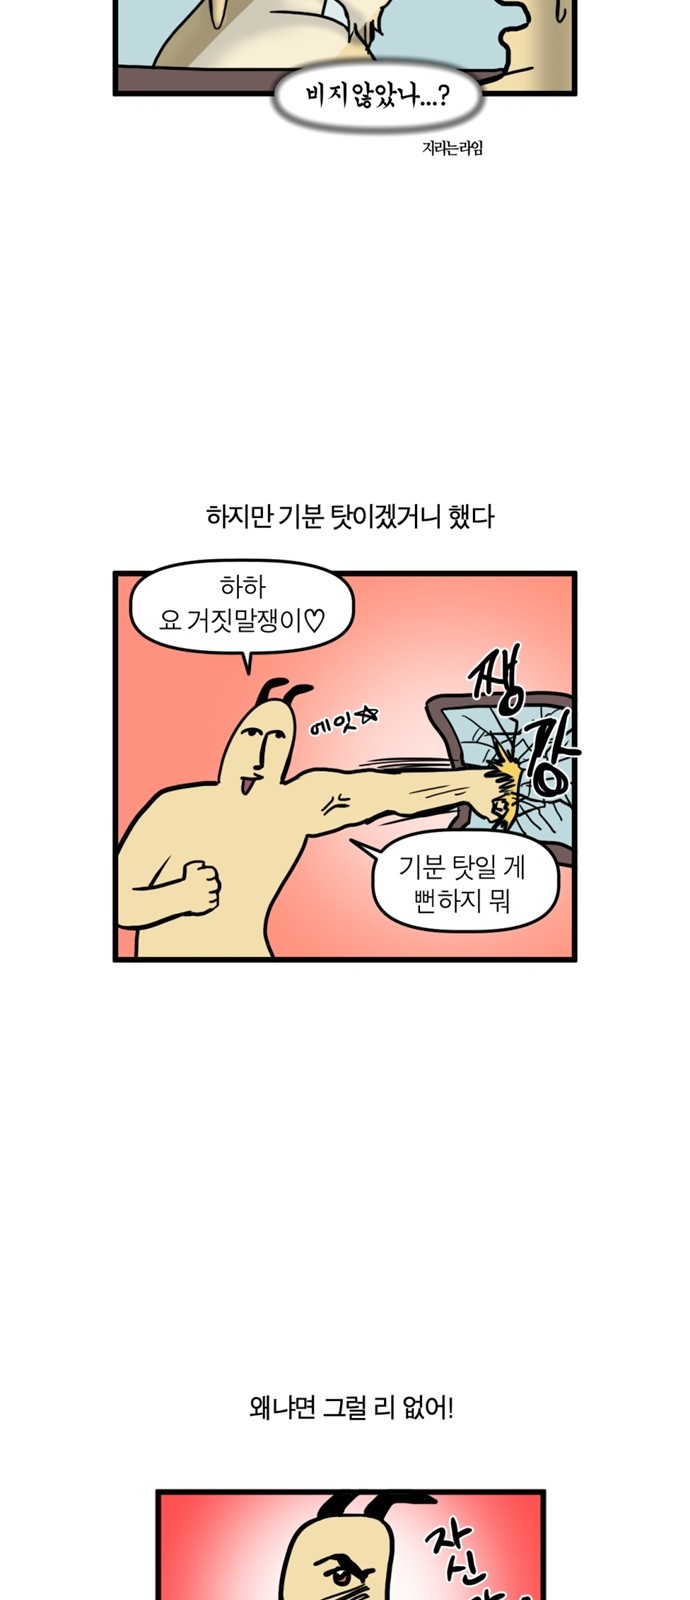 비지않았나...?
지리는라임
하지만 기분 탓이겠거니 했다
하하
요 거짓말쟁이♡
에잇☆
쨍
강
기분 탓일 게
뻔하지 뭐
왜냐면 그럴 리 없어!
자
신